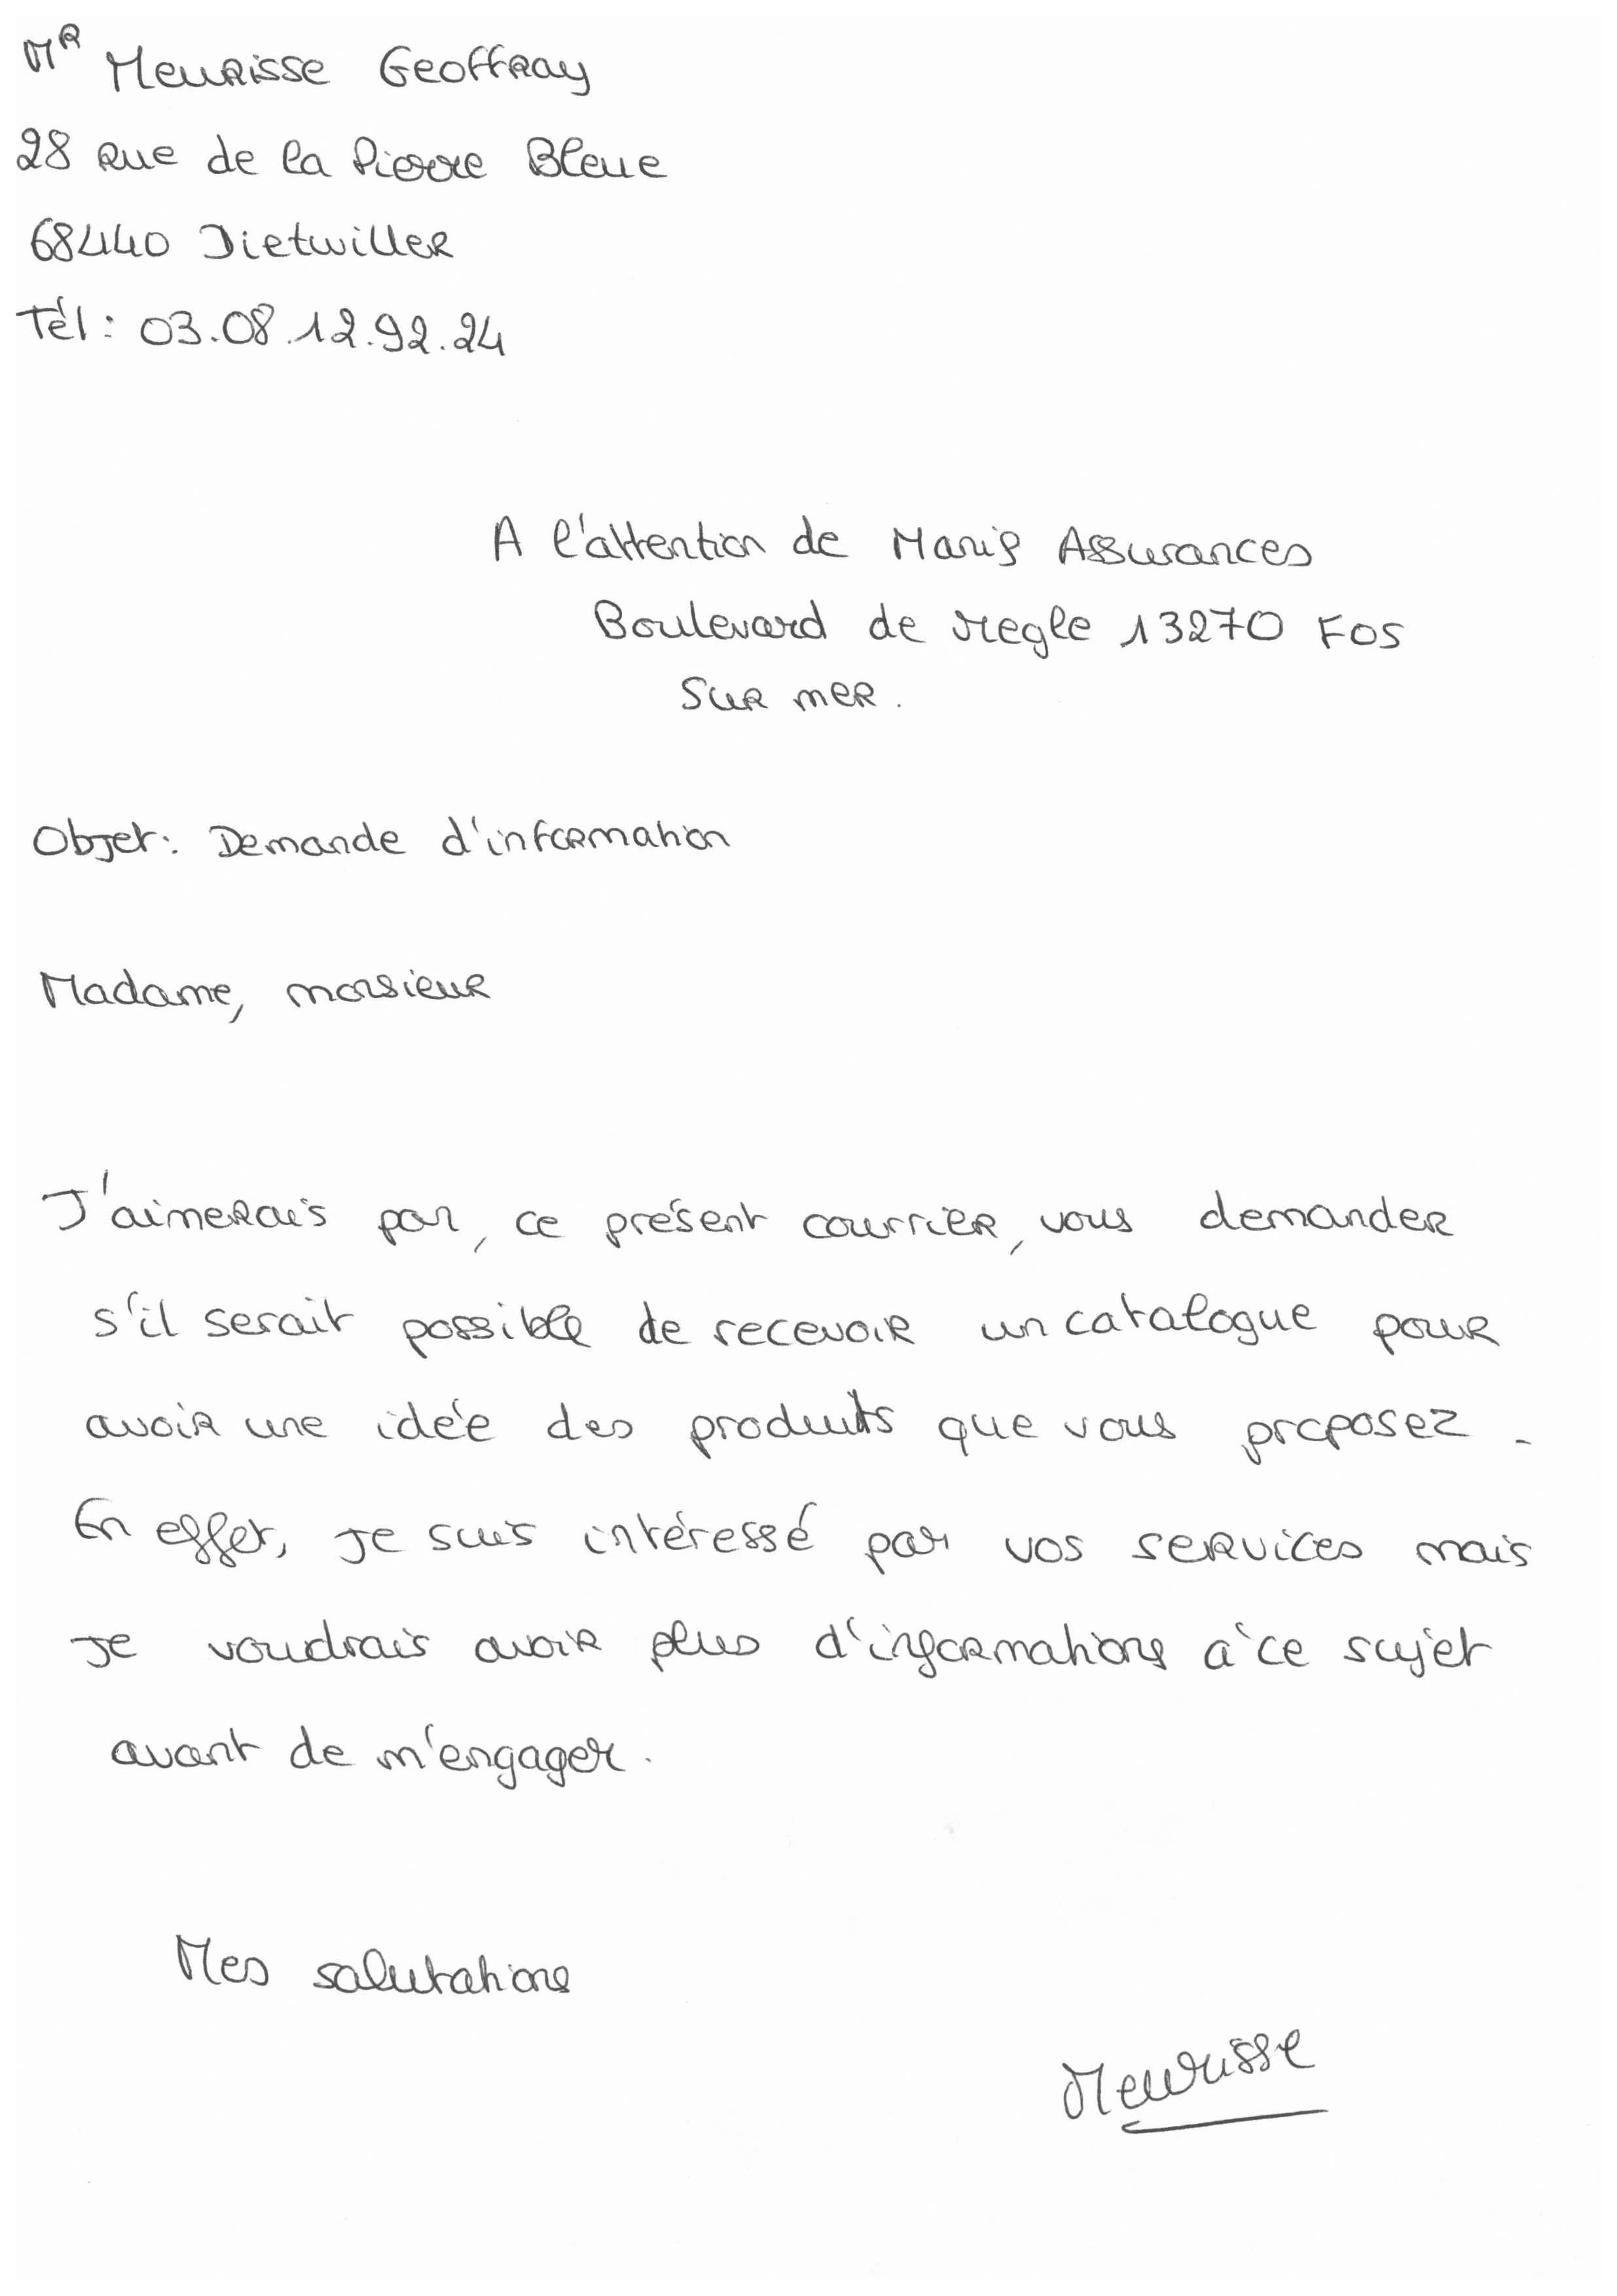 Mr Meurisse Geoffray
28 rue de la Pierre Bleue
68440 Dietwiller
Tél : 03.08.12.92.24
A l'attention de Manis Assurances
Boulevard de Megle 13270 FOS
sur mer.
Objet : Demande d'information
Madame, monsieur
J'aimerais par, ce présent courrier, vous demander
s'il serait possible de recevoir un catalogue pour
avoir une idée des produits que vous proposez.
En effet, je suis intéressé par vos services mais
je voudrais avoir plus d'informations à ce sujet
avant de m'engager.
Mes salutations
Meurisse